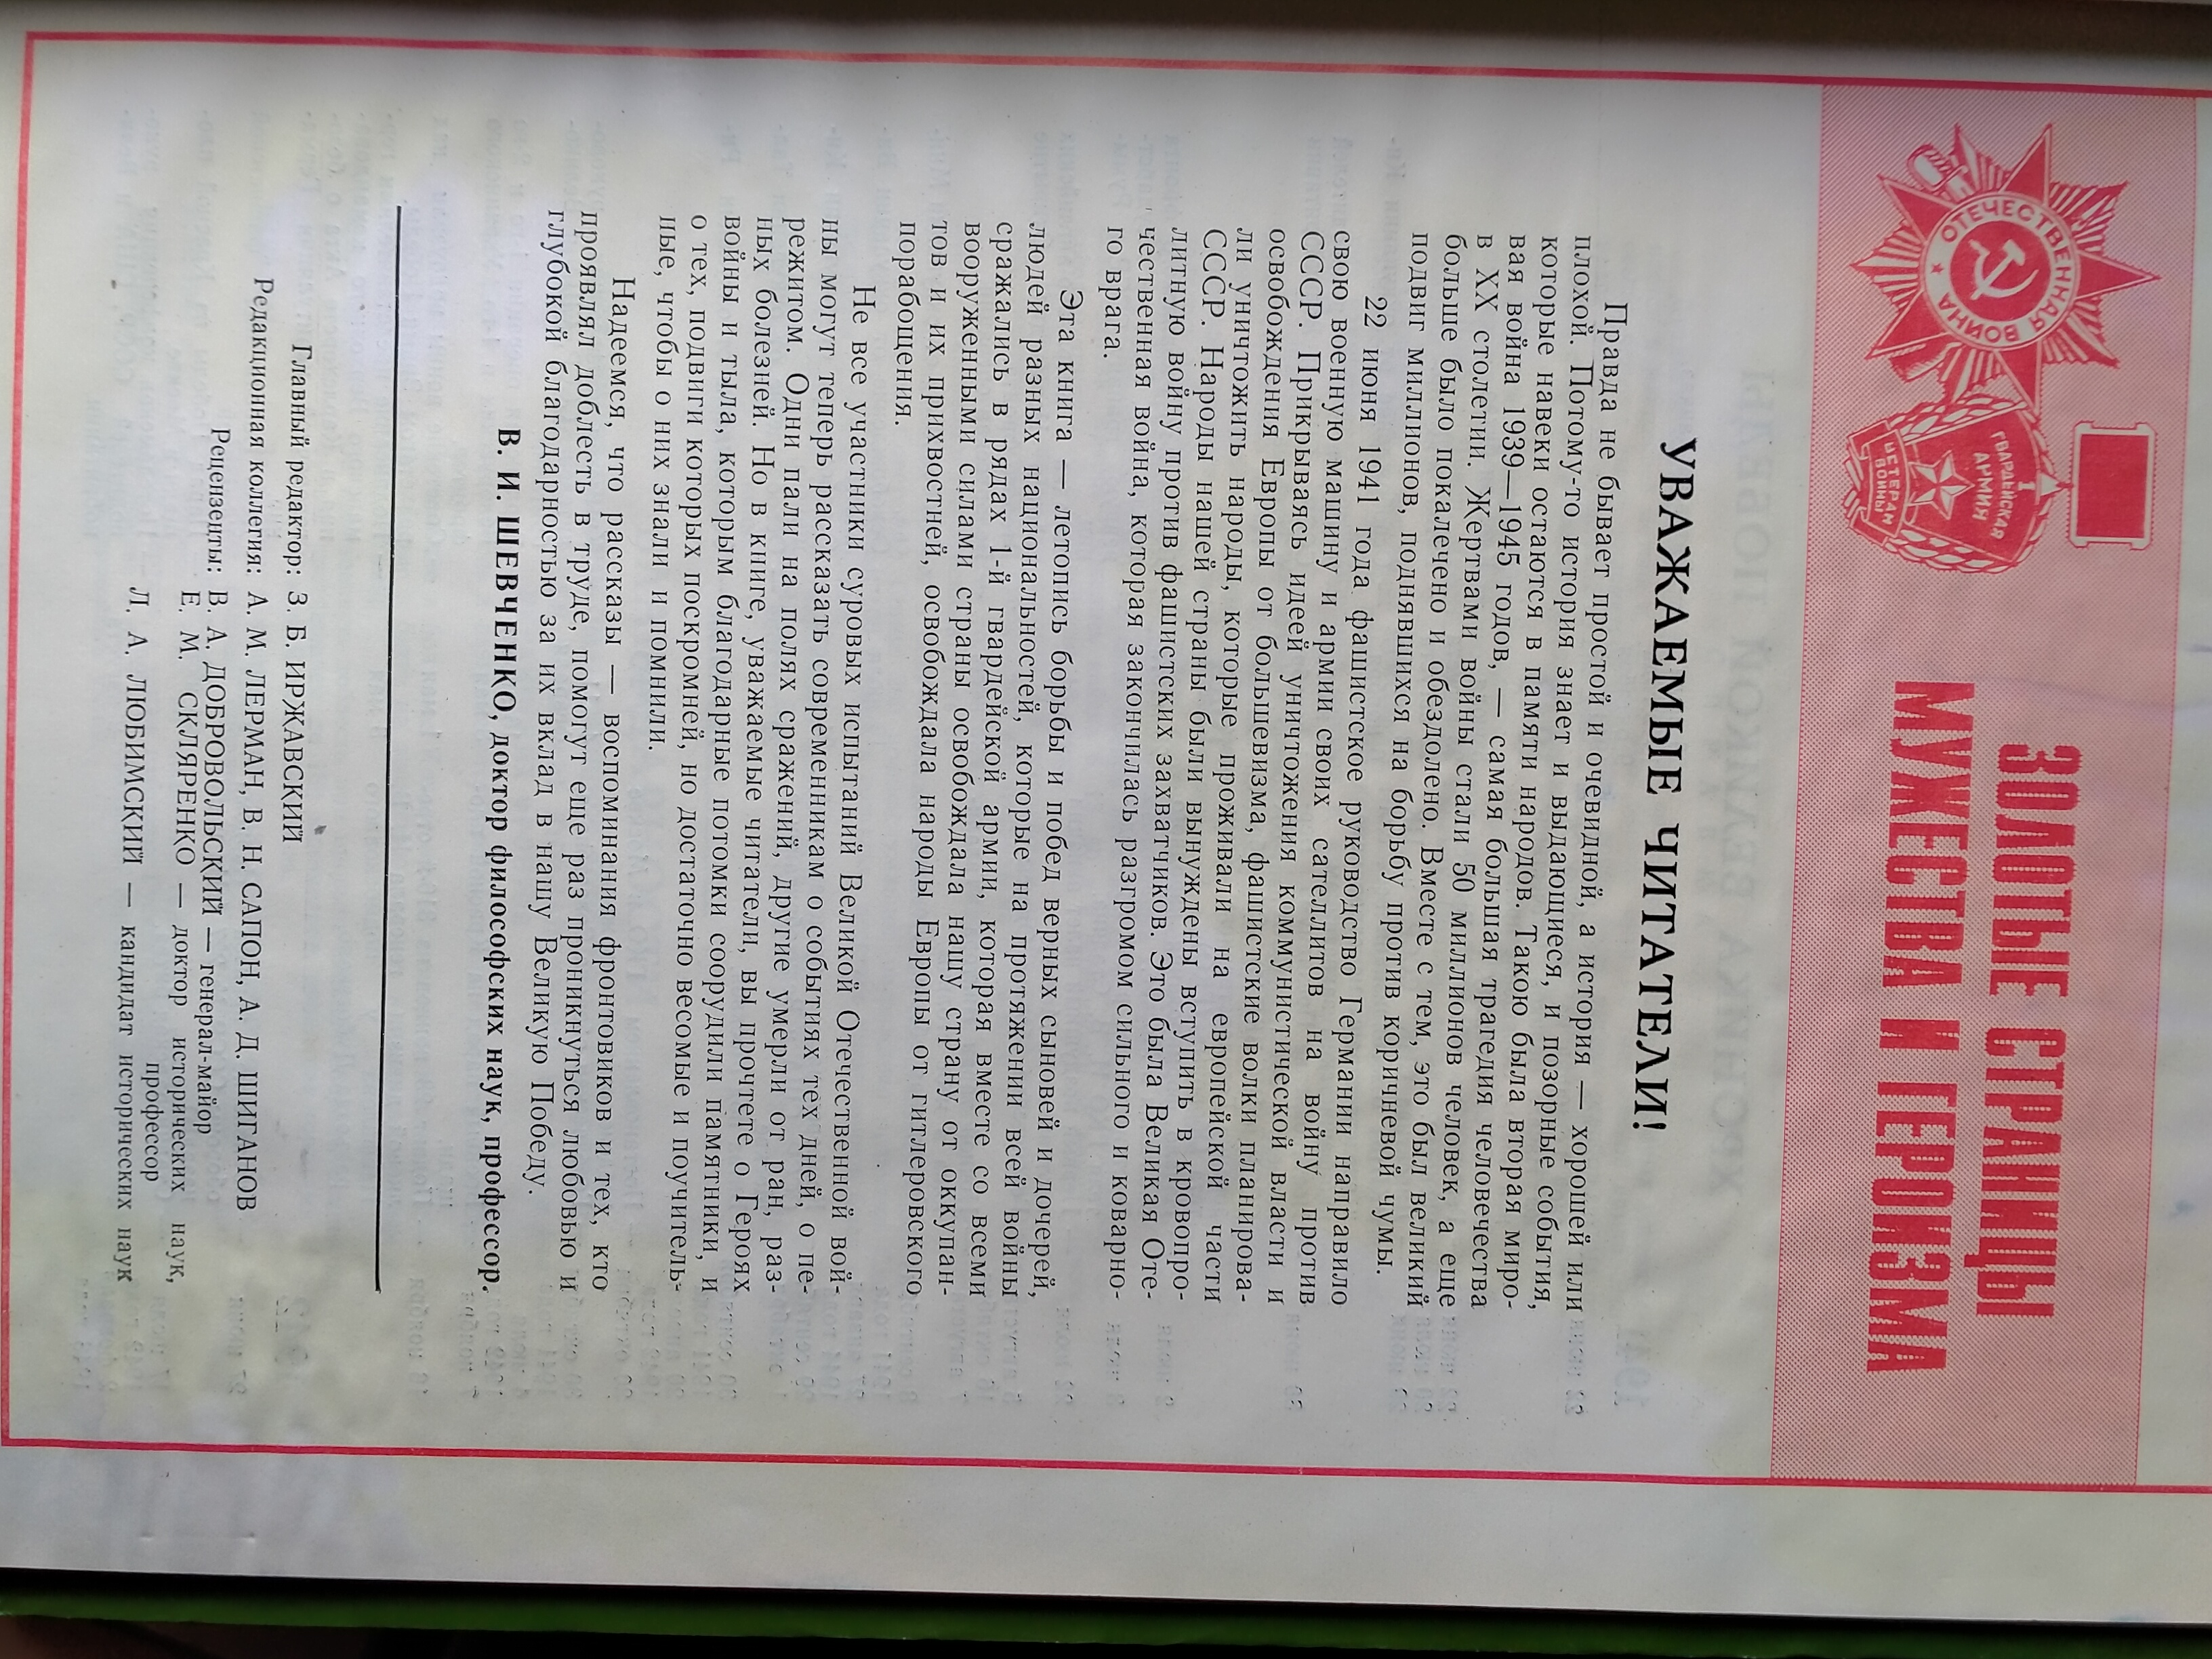 ОТЕЧЕСТВЕННАЯ ВОЙНА
1
ГВАРДЕЙСКАЯ
АРМИЯ
ВЕТЕРАН
ВОЙНЫ
ЗОЛОТЫЕ СТРАНИЦЫ
МУЖЕСТВА И ГЕРОИЗМА
УВАЖАЕМЫЕ ЧИТАТЕЛИ!
Правда не бывает простой и очевидной, а история — хорошей или
плохой. Потому-то история знает и выдающиеся, и позорные события,
которые навеки остаются в памяти народов. Такою была вторая миро-
вая война 1939—1945 годов, — самая большая трагедия человечества
в XX столетии. Жертвами войны стали 50 миллионов человек, а еще
больше было покалечено и обездолено. Вместе с тем, это был великий
подвиг миллионов, поднявшихся на борьбу против коричневой чумы.
22 июня 1941 года фашистское руководство Германии направило
свою военную машину и армии своих сателлитов на войну против
СССР. Прикрываясь идеей уничтожения коммунистической власти и
освобождения Европы от большевизма, фашистские волки планирова-
ли уничтожить народы, которые проживали на европейской части
СССР. Народы нашей страны были вынуждены вступить в кровопро-
литную войну против фашистских захватчиков. Это была Великая Оте-
чественная война, которая закончилась разгромом сильного и коварно-
го врага.
Эта книга — летопись борьбы и побед верных сыновей и дочерей,
людей разных национальностей, которые на протяжении всей войны
сражались в рядах 1-й гвардейской армии, которая вместе со всеми
вооруженными силами страны освобождала нашу страну от оккупан-
тов и их прихвостней, освобождала народы Европы от гитлеровского
порабощения.
Не все участники суровых испытаний Великой Отечественной вой-
ны могут теперь рассказать современникам о событиях тех дней, о пе-
режитом. Одни пали на полях сражений, другие умерли от ран, раз-
ных болезней. Но в книге, уважаемые читатели, вы прочтете о Героях
войны и тыла, которым благодарные потомки соорудили памятники, и
о тех, подвиги которых поскромней, но достаточно весомые и поучитель-
ные, чтобы о них знали и помнили.
Надеемся, что рассказы — воспоминания фронтовиков и тех, кто
проявлял доблесть в труде, помогут еще раз проникнуться любовью и
глубокой благодарностью за их вклад в нашу Великую Победу.
В. И. ШЕВЧЕНКО, доктор философских наук, профессор.
Главный редактор: З. Б. ИРЖАВСКИЙ
Редакционная коллегия: А. М. ЛЕРМАН, В. Н. САПОН, А. Д. ШИГАНОВ
Рецензенты: В. А. ДОБРОВОЛЬСКИЙ — генерал-майор
Е. М. СКЛЯРЕНКО — доктор исторических наук,
профессор
Л. А. ЛЮБИМСКИЙ — кандидат исторических наук